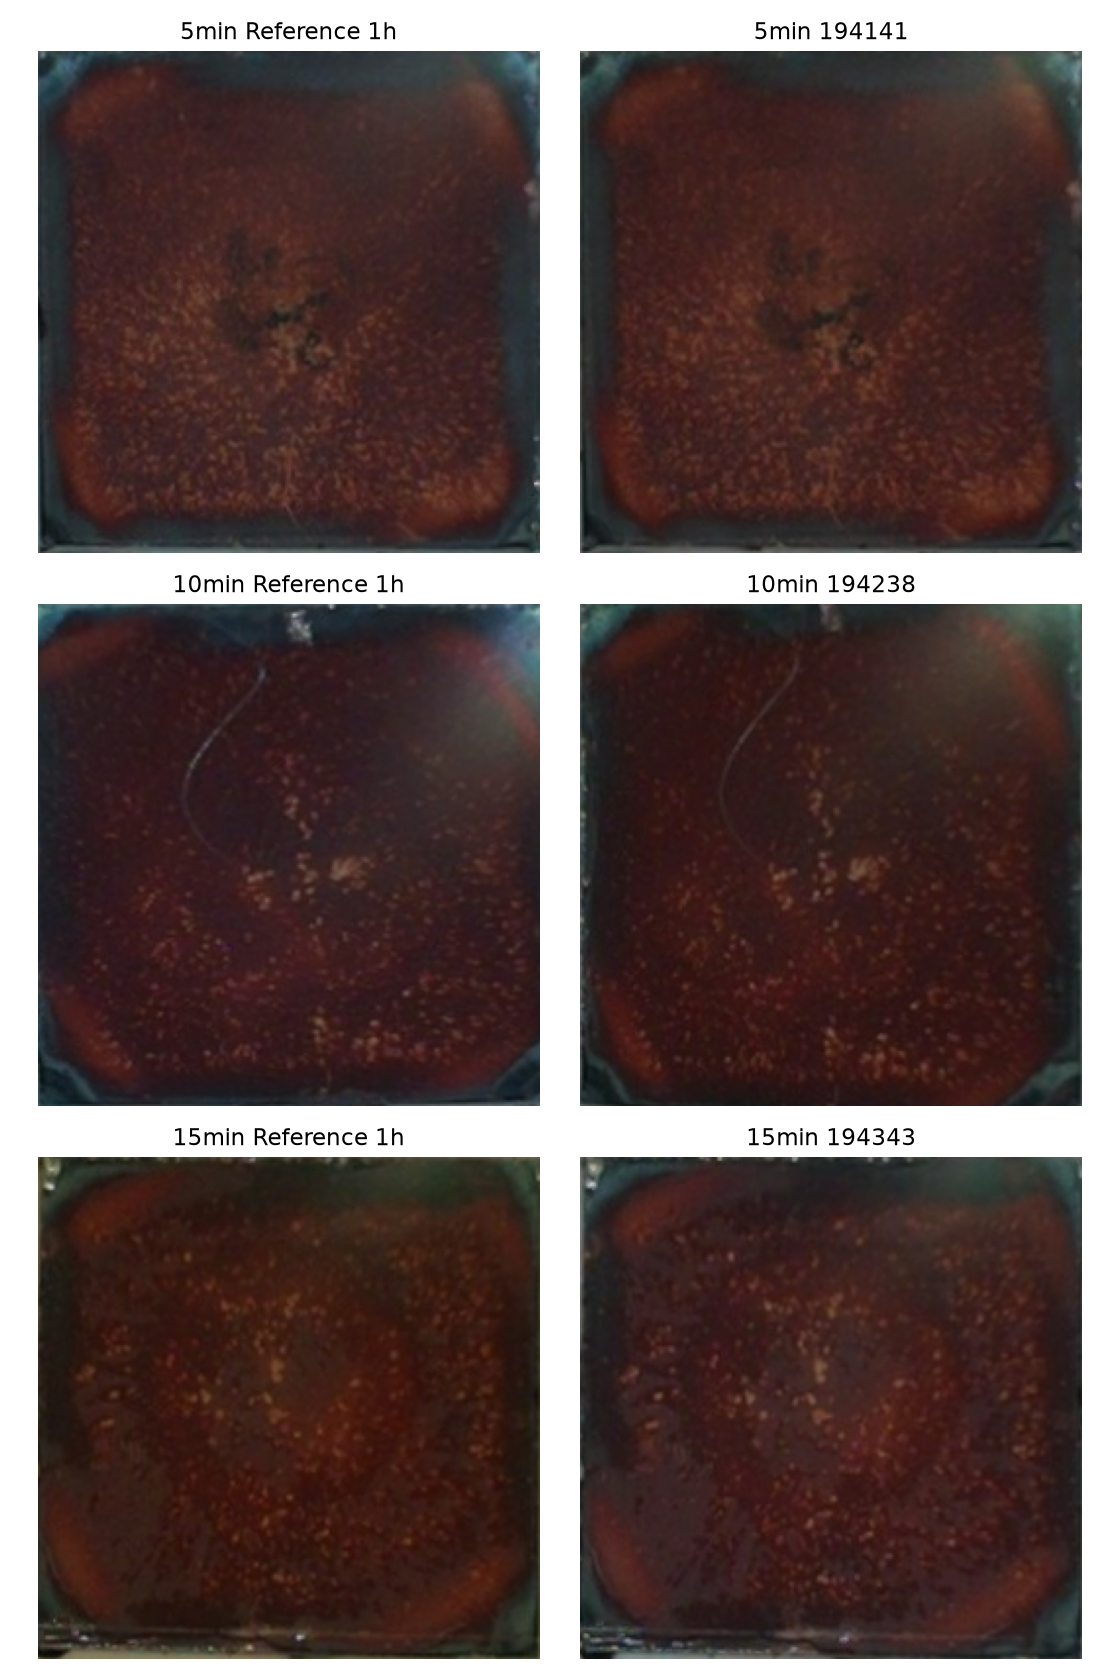 5min Reference 1h
5min 194141
10min Reference 1h
10min 194238
15min Reference 1h
15min 194343